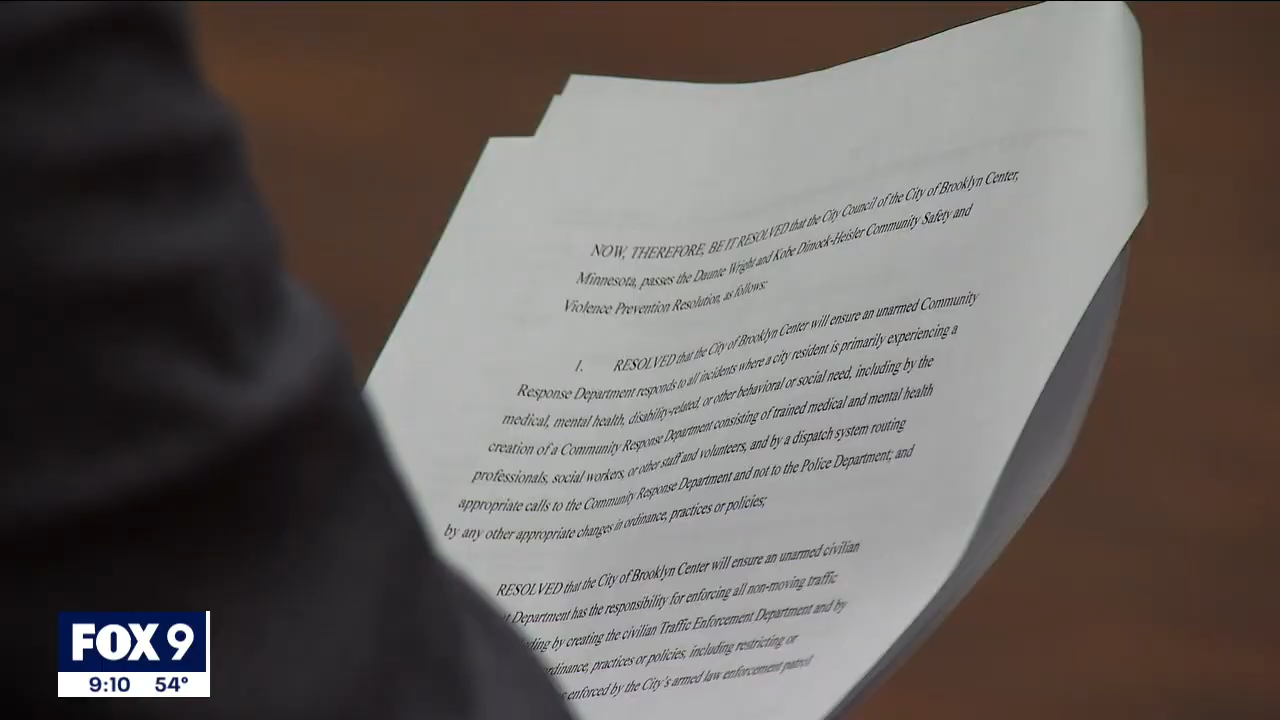 NOW, THEREFORE, BE IT RESOLVED that the City Council of the City of Brooklyn Center,
Minnesota, passes the Daunte Wright and Kobe Dimock-Heisler Community Safety and
Violence Prevention Resolution, as follows:
1. RESOLVED that the City of Brooklyn Center will ensure an unarmed Community
Response Department responds to all incidents where a city resident is primarily experiencing a
medical, mental health, disability-related, or other behavioral or social need, including by the
creation of a Community Response Department consisting of trained medical and mental health
professionals, social workers, or other staff and volunteers, and by a dispatch system routing
appropriate calls to the Community Response Department and not to the Police Department; and
by any other appropriate changes in ordinance, practices or policies;
RESOLVED that the City of Brooklyn Center will ensure an unarmed civilian
Department has the responsibility for enforcing all non-moving traffic
by creating the civilian Traffic Enforcement Department and by
practices or policies, including restricting or
enforced by the City's armed law enforcement patrol
FOX 9
9:10 54°